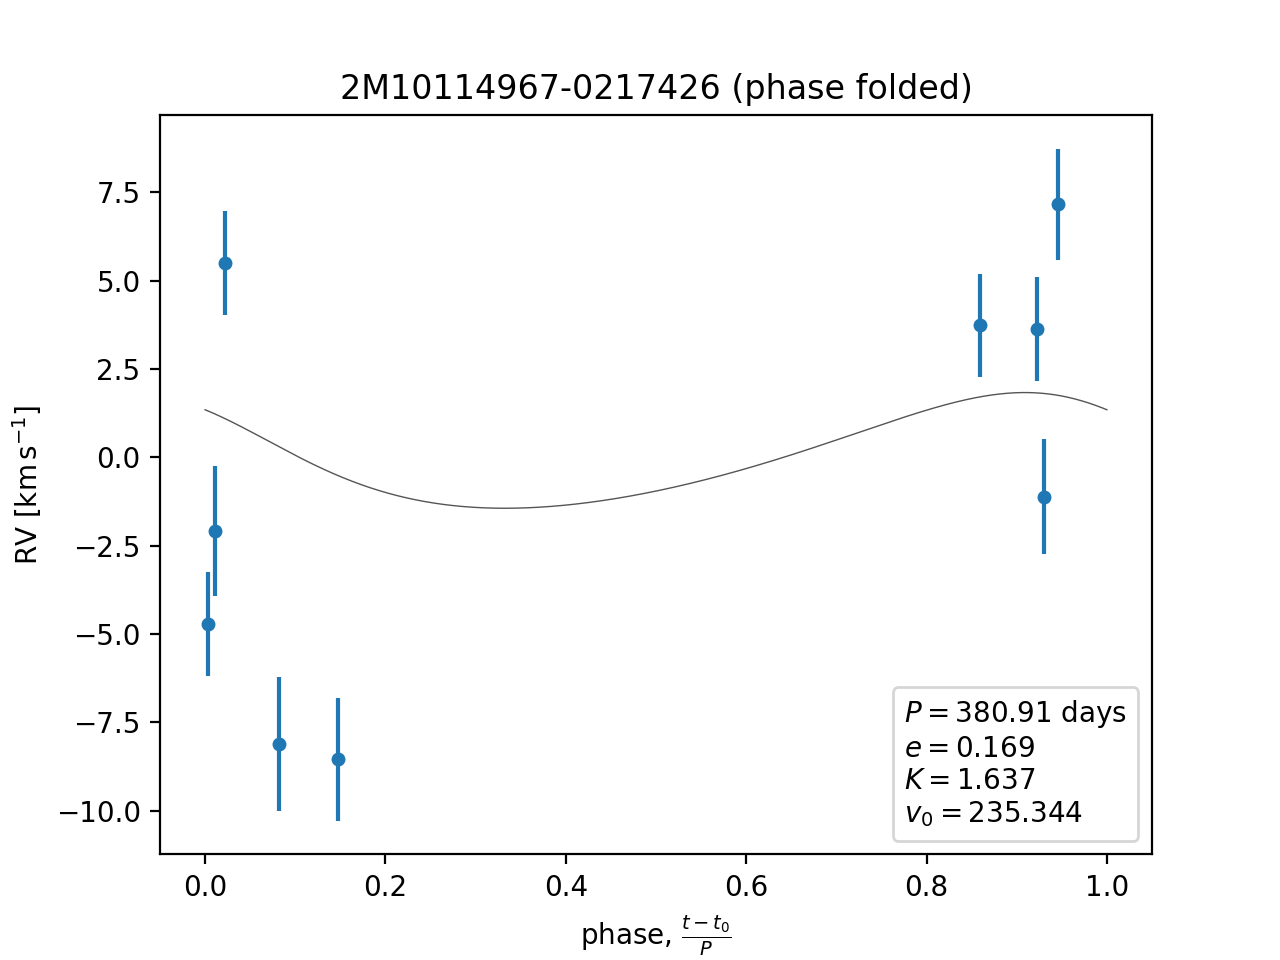 2M10114967-0217426 (phase folded)
RV [km s⁻¹]
7.5
5.0
2.5
0.0
−2.5
−5.0
−7.5
−10.0
P = 380.91 days
e = 0.169
K = 1.637
v₀ = 235.344
0.0 0.2 0.4 0.6 0.8 1.0
phase, (t − t₀)/P